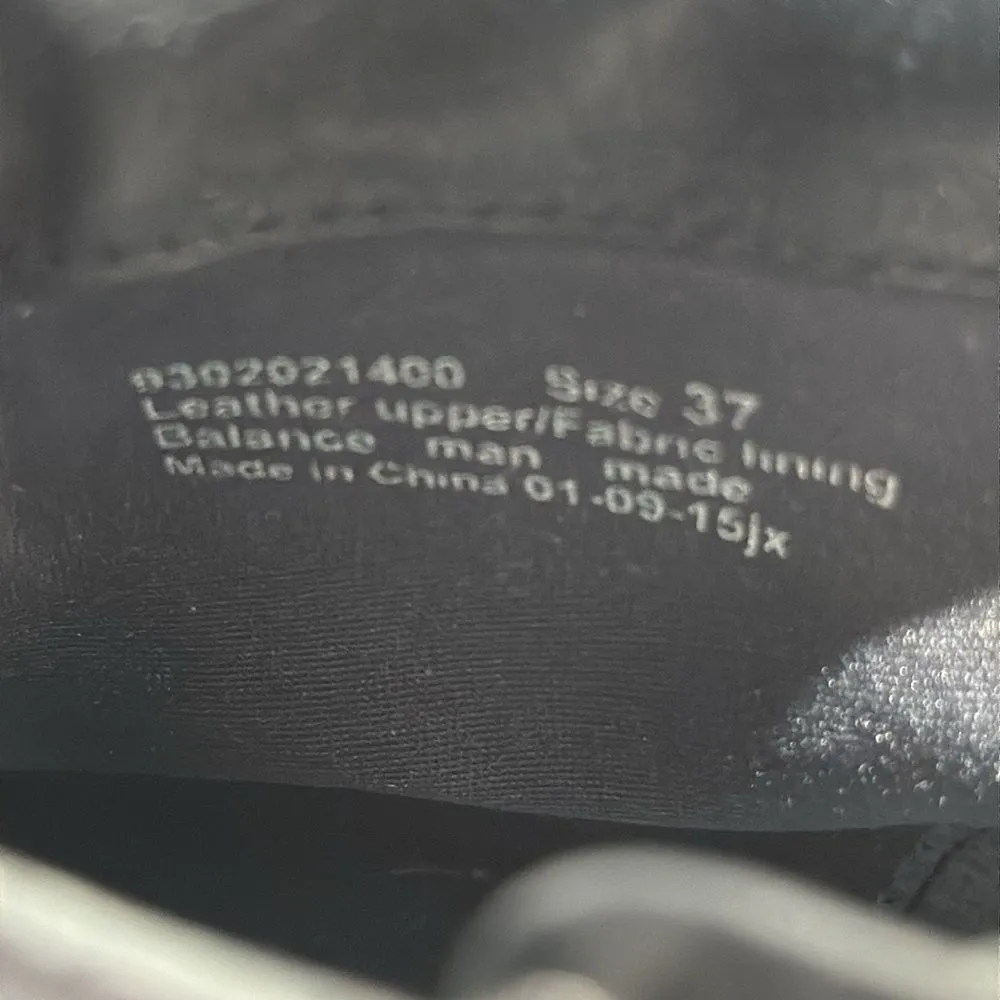 9302021400 Size 37
Leather upper/Fabric lining
Balance man made
Made in China 01-09-15jx